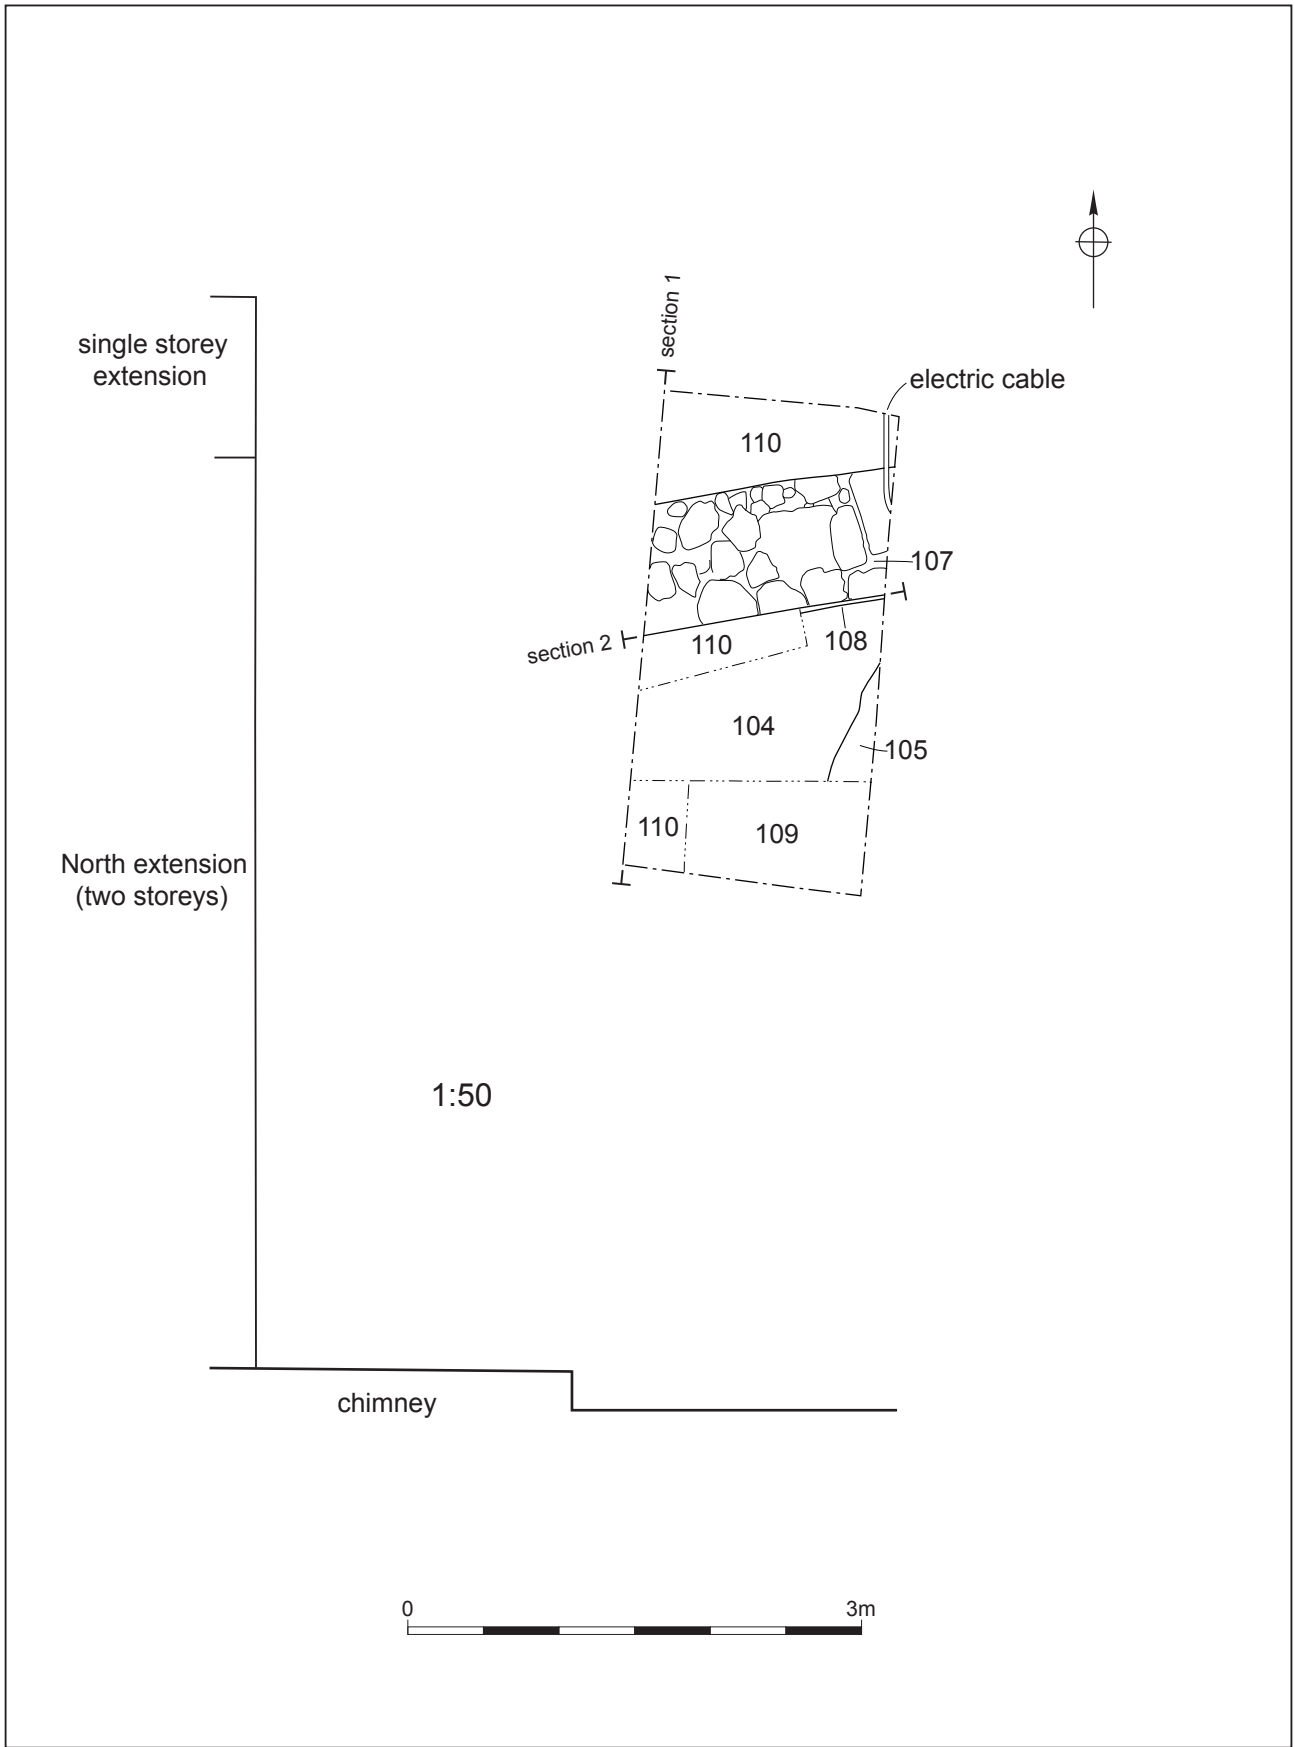 section 1
single storey
extension
electric cable
110
107
section 2
110
108
104
105
110
109
North extension
(two storeys)
1:50
chimney
0
3m